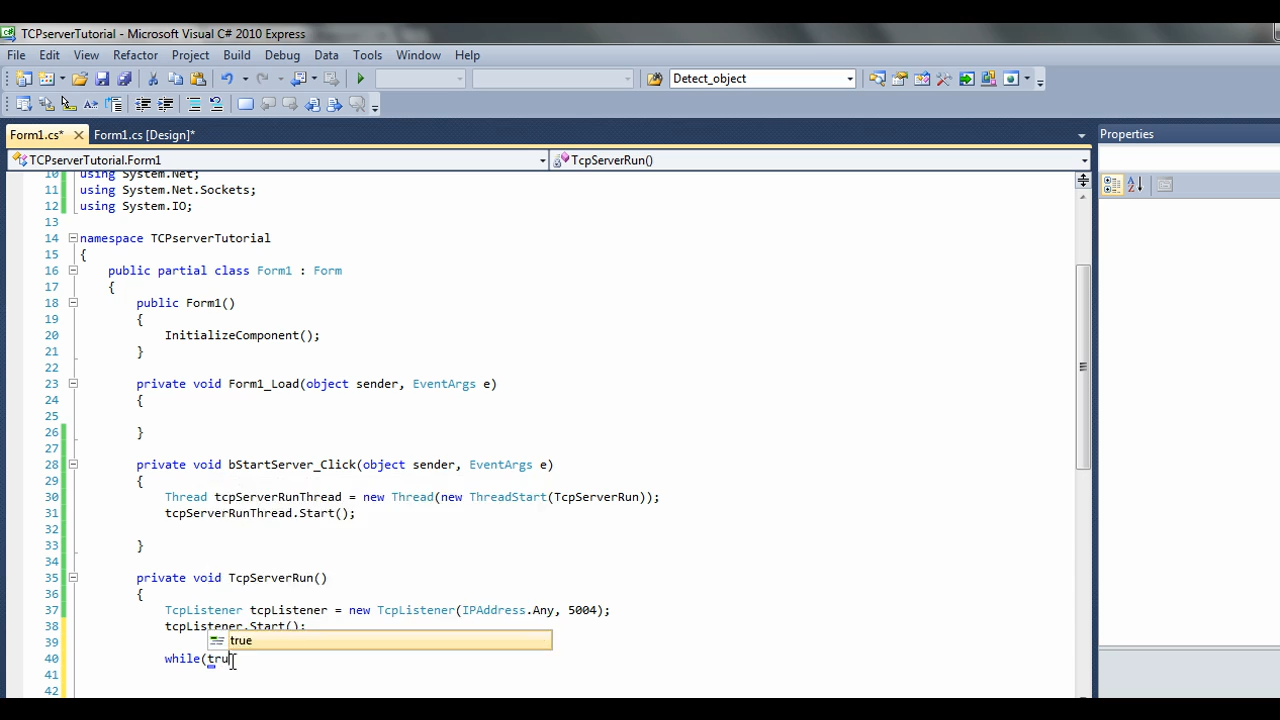 TCPserverTutorial - Microsoft Visual C# 2010 Express
File Edit View Refactor Project Build Debug Data Tools Window Help
Detect_object
Form1.cs* Form1.cs [Design]* Properties
TCPserverTutorial.Form1 TcpServerRun()
10 using System.Net;
11 using System.Net.Sockets;
12 using System.IO;
13
14 namespace TCPserverTutorial
15 {
16 public partial class Form1 : Form
17 {
18 public Form1()
19 {
20 InitializeComponent();
21 }
22
23 private void Form1_Load(object sender, EventArgs e)
24 {
25
26 }
27
28 private void bStartServer_Click(object sender, EventArgs e)
29 {
30 Thread tcpServerRunThread = new Thread(new ThreadStart(TcpServerRun));
31 tcpServerRunThread.Start();
32
33 }
34
35 private void TcpServerRun()
36 {
37 TcpListener tcpListener = new TcpListener(IPAddress.Any, 5004);
38 tcpListener.Start();
39 true
40 while(tru
41
42